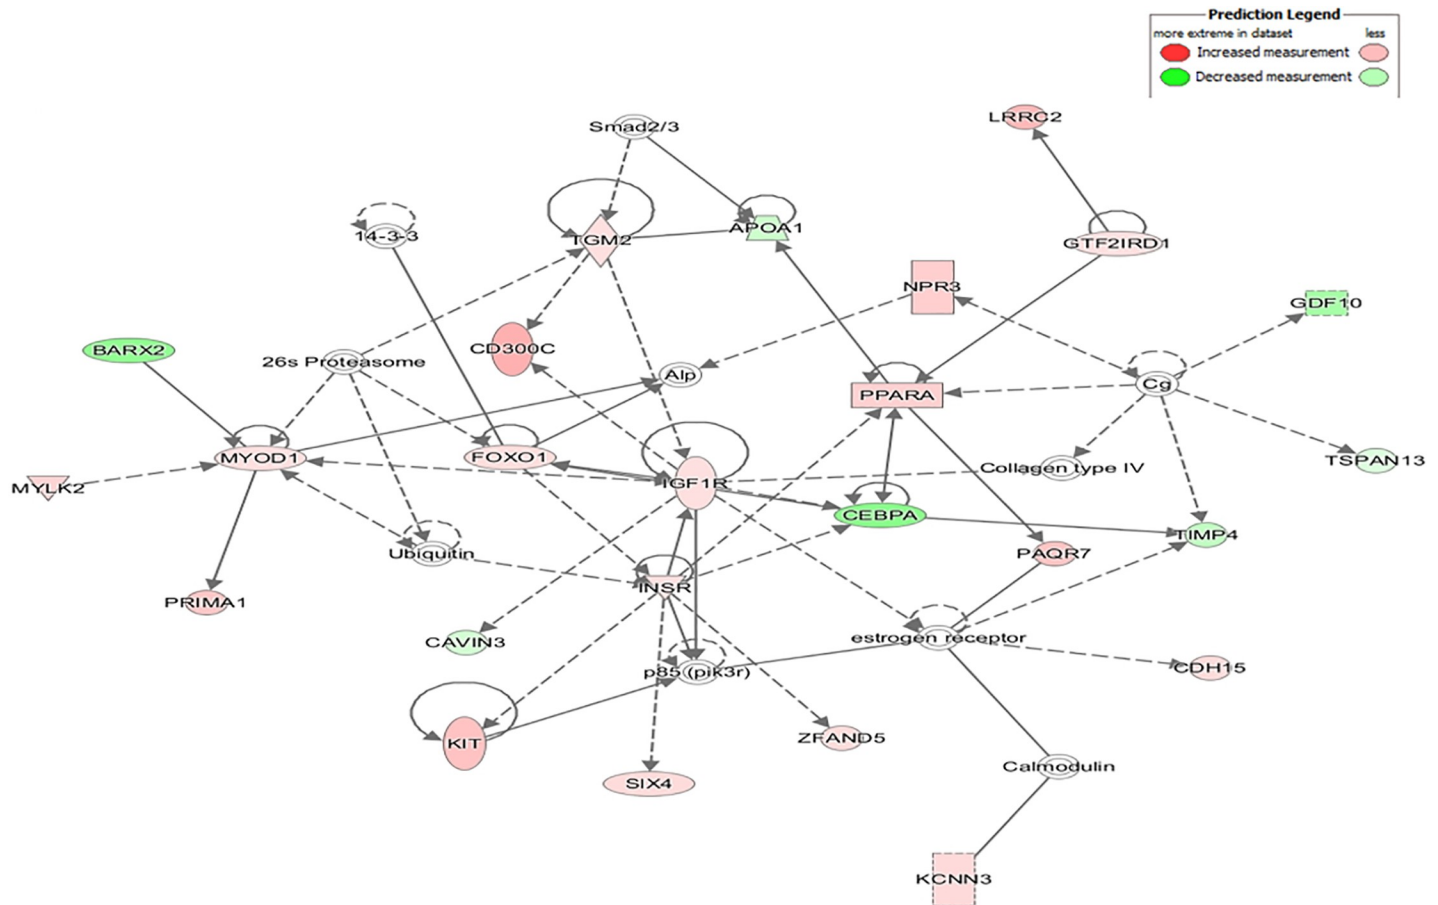 Prediction Legend
more extreme in dataset less
Increased measurement
Decreased measurement
LRRC2
Smad2/3
APOA1
14-3-3
TGM2
GTF2IRD1
NPR3
GDF10
BARX2
CD300C
26s Proteasome
Alp
Cg
PPARA
MYOD1
FOXO1
TSPAN13
Collagen type IV
IGF1R
MYLK2
CEBPA
TIMP4
Ubiquitin
PAQR7
INSR
PRIMA1
estrogen receptor
CAVIN3
CDH15
p85 (pik3r)
ZFAND5
KIT
Calmodulin
SIX4
KCNN3